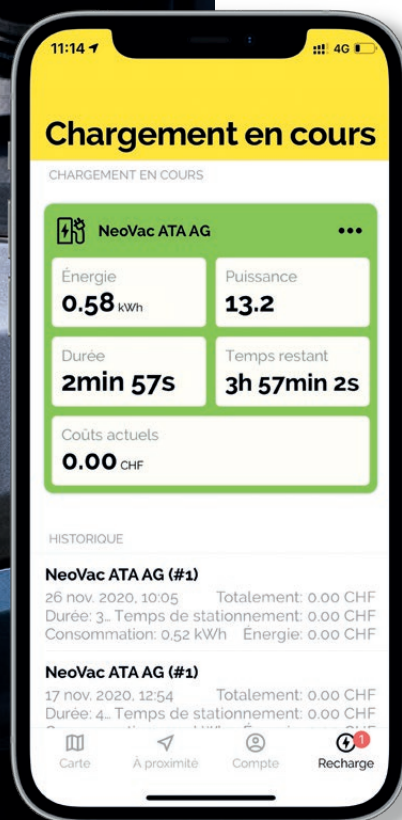 11:14 4G
Chargement en cours
CHARGEMENT EN COURS
NeoVac ATA AG
Énergie Puissance
0.58 kWh 13.2
Durée Temps restant
2min 57s 3h 57min 2s
Coûts actuels
0.00 CHF
HISTORIQUE
NeoVac ATA AG (#1)
26 nov. 2020, 10:05 Totalement: 0.00 CHF
Durée: 3... Temps de stationnement: 0.00 CHF
Consommation: 0,52 kWh Énergie: 0.00 CHF
NeoVac ATA AG (#1)
17 nov. 2020, 12:54 Totalement: 0.00 CHF
Durée: 4... Temps de stationnement: 0.00 CHF
Carte À proximité Compte Recharge 1